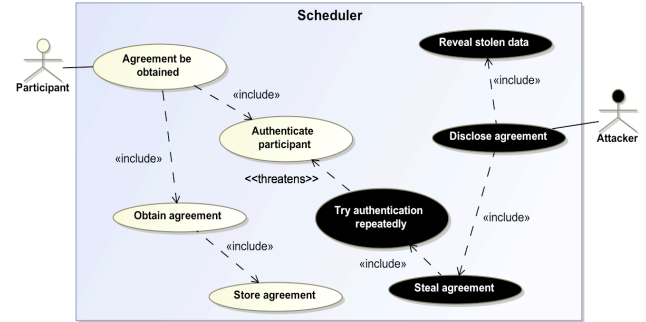 Scheduler
Reveal stolen data
Agreement be
obtained
Participant
«include»
«include»
Authenticate
participant
Disclose agreement
Attacker
«include»
<<threatens>>
Obtain agreement
Try authentication
repeatedly
«include»
«include»
«include»
Store agreement
Steal agreement